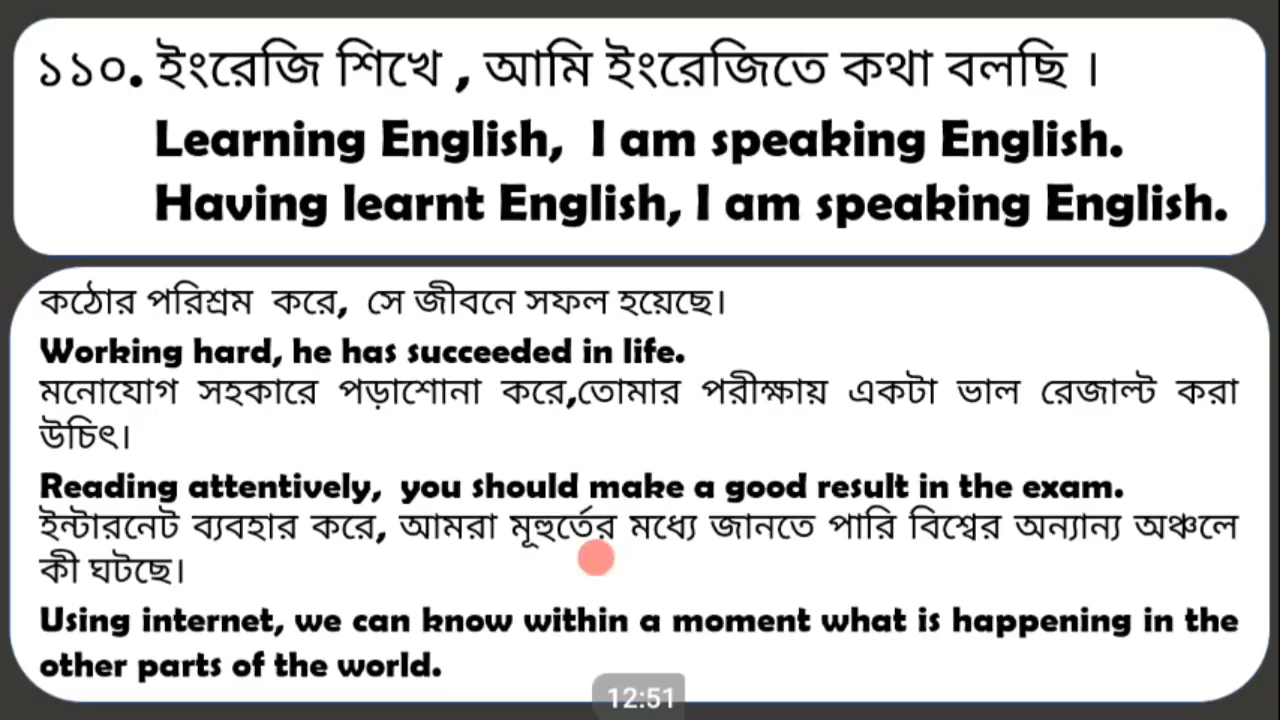 ১১০. ইংরেজি শিখে , আমি ইংরেজিতে কথা বলছি ।
Learning English, I am speaking English.
Having learnt English, I am speaking English.
কঠোর পরিশ্রম করে, সে জীবনে সফল হয়েছে।
Working hard, he has succeeded in life.
মনোযোগ সহকারে পড়াশোনা করে,তোমার পরীক্ষায় একটা ভাল রেজাল্ট করা
উচিৎ।
Reading attentively, you should make a good result in the exam.
ইন্টারনেট ব্যবহার করে, আমরা মূহুর্তের মধ্যে জানতে পারি বিশ্বের অন্যান্য অঞ্চলে
কী ঘটছে।
Using internet, we can know within a moment what is happening in the
other parts of the world.
12:51